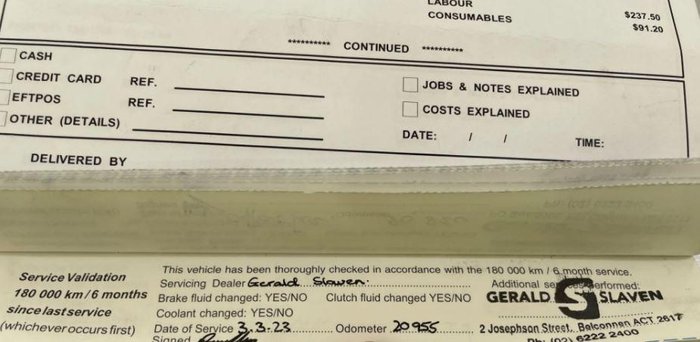 LABOUR $237.50
CONSUMABLES $91.20
********** CONTINUED **********
CASH
CREDIT CARD REF.
EFTPOS REF.
OTHER (DETAILS)
JOBS & NOTES EXPLAINED
COSTS EXPLAINED
DATE: / / TIME:
DELIVERED BY
Service Validation
180 000 km / 6 months
since last service
(whichever occurs first)
This vehicle has been thoroughly checked in accordance with the 180 000 km / 6 month service.
Servicing Dealer Gerald Slaven.
Brake fluid changed: YES/NO Clutch fluid changed YES/NO
Coolant changed: YES/NO
Date of Service 3.3.23 Odometer 20955
Signed
Additional performed:
GERALD S SLAVEN
2 Josephson Street, Belconnen ACT 2617
Ph: (02) 6222 2400